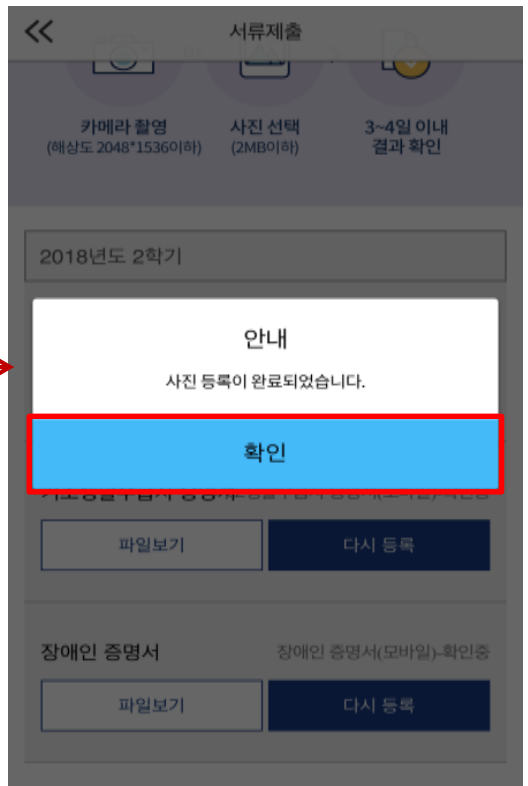 서류제출
카메라 촬영
(해상도 2048*1536이하)
사진 선택
(2MB이하)
3~4일 이내
결과 확인
2018년도 2학기
안내
사진 등록이 완료되었습니다.
확인
파일보기
다시 등록
장애인 증명서
장애인 증명서(모바일)-확인중
파일보기
다시 등록